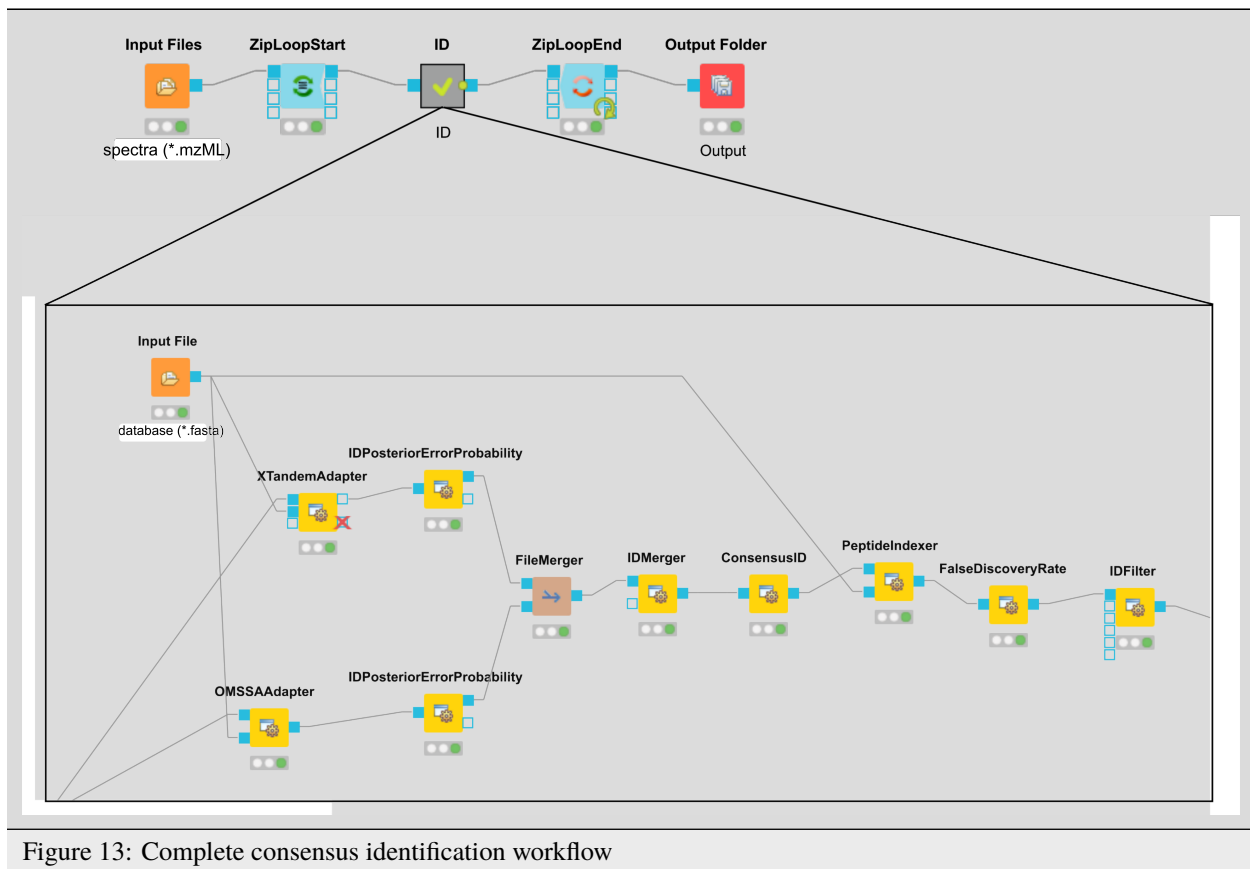 Input Files
ZipLoopStart
ID
ZipLoopEnd
Output Folder
ID
spectra (*.mzML)
Output
Input File
database (*.fasta)
IDPosteriorErrorProbability
XTandemAdapter
FileMerger
IDMerger
ConsensusID
PeptideIndexer
FalseDiscoveryRate
IDFilter
IDPosteriorErrorProbability
OMSSAAdapter
Figure 13: Complete consensus identification workflow